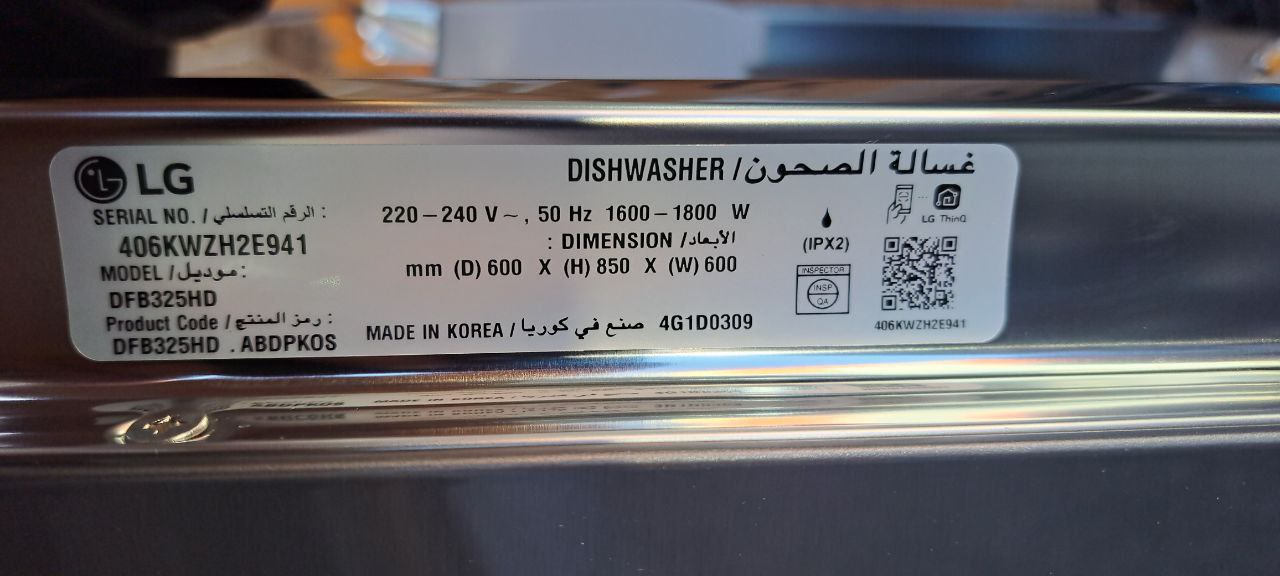 LG
DISHWASHER / غسالة الصحون
SERIAL NO. / الرقم التسلسلي :
406KWZH2E941
MODEL / موديل :
DFB325HD
Product Code / رمز المنتج :
DFB325HD .ABDPKOS
220–240 V ~, 50 Hz 1600–1800 W
: DIMENSION /الأبعاد
mm (D) 600 X (H) 850 X (W) 600
MADE IN KOREA / صنع في كوريا 4G1D0309
(IPX2)
INSPECTOR
INSP
QA
LG ThinQ
406KWZH2E941